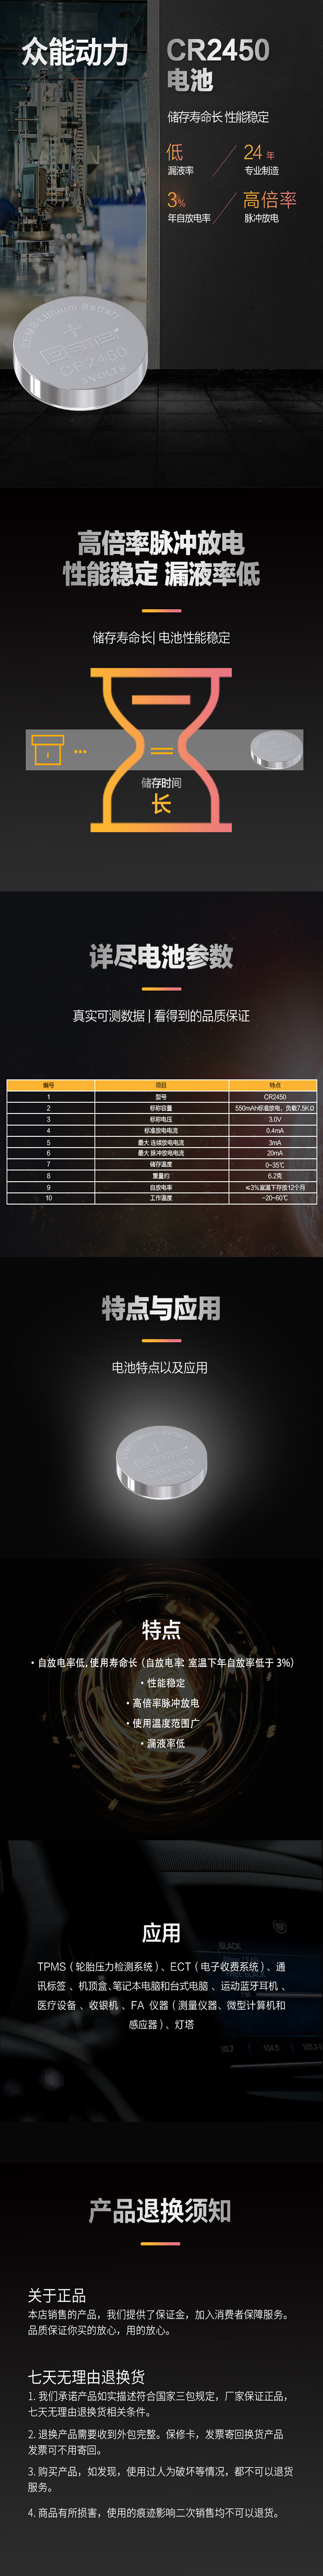 众能动力
CR2450
电池
储存寿命长 性能稳定
低
漏液率
24年
专业制造
3%
年自放电率
高倍率
脉冲放电
EEMB Lithium Battery
+
EEMB
CR2450
3VOLTS
高倍率脉冲放电
性能稳定 漏液率低
储存寿命长| 电池性能稳定
储存时间
长
详尽电池参数
真实可测数据 | 看得到的品质保证
编号 项目 特点
1 型号 CR2450
2 标称容量 550mAh标准放电，负载7.5KΩ
3 标称电压 3.0V
4 标准放电电流 0.4mA
5 最大 连续放电电流 3mA
6 最大 脉冲放电电流 20mA
7 储存温度 0~35℃
8 重量约 6.2克
9 自放电率 ≤3%室温下存放12个月
10 工作温度 -20~60℃
特点与应用
电池特点以及应用
CR2450
特点
• 自放电率低, 使用寿命长（自放电率 室温下年自放率低于 3%）
• 性能稳定
• 高倍率脉冲放电
• 使用温度范围广
• 漏液率低
BLACK
应用
TPMS（轮胎压力检测系统）、ECT（电子收费系统）、通
讯标签 、机顶盒、笔记本电脑和台式电脑 、运动蓝牙耳机 、
医疗设备 、收银机 、FA 仪器（测量仪器、微型计算机和
感应器）、灯塔
104.5
产品退换须知
关于正品
本店销售的产品，我们提供了保证金，加入消费者保障服务。
品质保证你买的放心，用的放心。
七天无理由退换货
1. 我们承诺产品如实描述符合国家三包规定，厂家保证正品，
七天无理由退换货相关条件。
2. 退换产品需要收到外包完整。保修卡，发票寄回换货产品
发票可不用寄回。
3. 购买产品，如发现，使用过人为破坏等情况，都不可以退货
服务。
4. 商品有所损害，使用的痕迹影响二次销售均不可以退货。